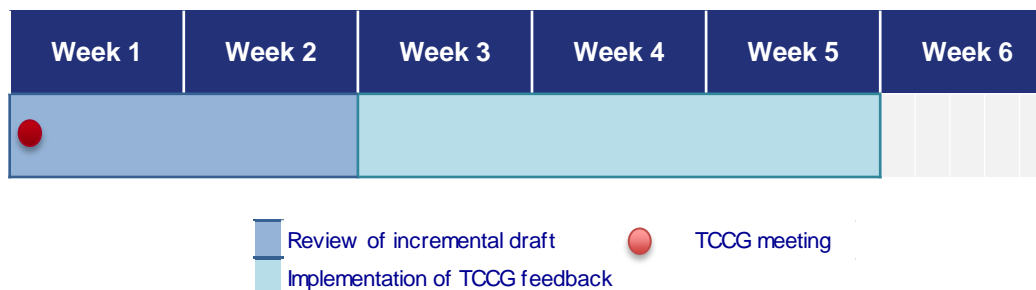 Week 1 Week 2 Week 3 Week 4 Week 5 Week 6
Review of incremental draft TCCG meeting
Implementation of TCCG feedback